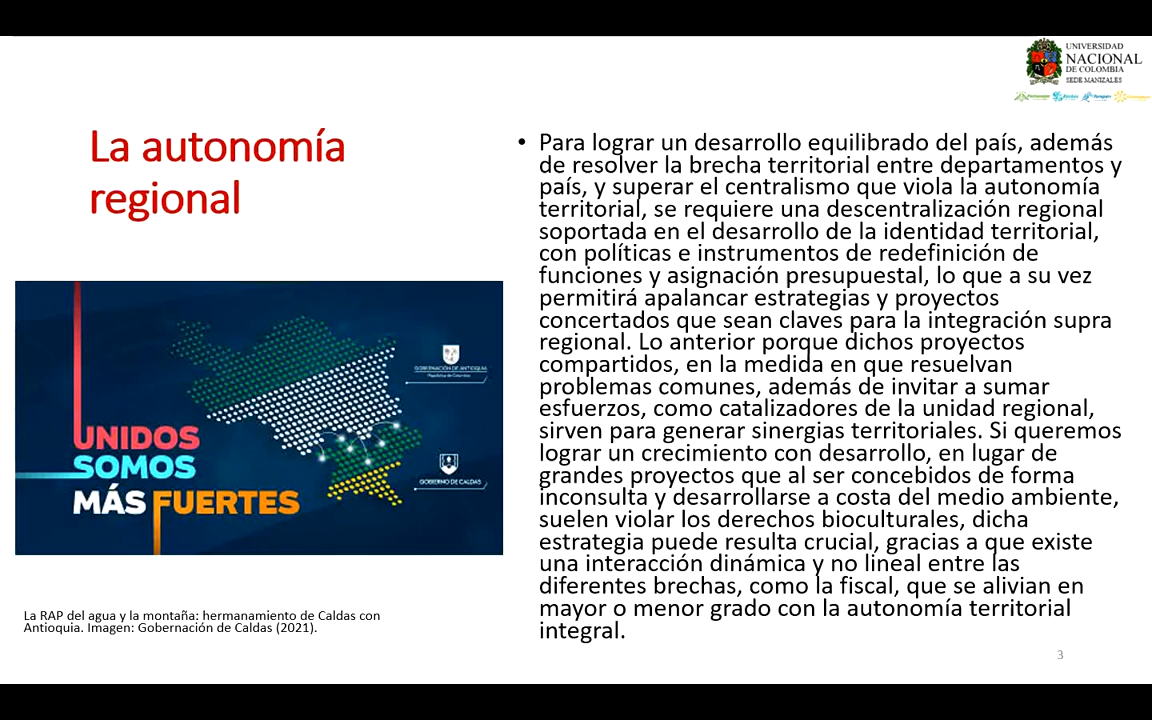 UNIVERSIDAD
NACIONAL
DE COLOMBIA
SEDE MANIZALES
La autonomía
regional
GOBERNACIÓN DE ANTIOQUIA
República de Colombia
UNIDOS
SOMOS
MÁS FUERTES
GOBIERNO DE CALDAS
La RAP del agua y la montaña: hermanamiento de Caldas con
Antioquia. Imagen: Gobernación de Caldas (2021).
• Para lograr un desarrollo equilibrado del país, además
de resolver la brecha territorial entre departamentos y
país, y superar el centralismo que viola la autonomía
territorial, se requiere una descentralización regional
soportada en el desarrollo de la identidad territorial,
con políticas e instrumentos de redefinición de
funciones y asignación presupuestal, lo que a su vez
permitirá apalancar estrategias y proyectos
concertados que sean claves para la integración supra
regional. Lo anterior porque dichos proyectos
compartidos, en la medida en que resuelvan
problemas comunes, además de invitar a sumar
esfuerzos, como catalizadores de la unidad regional,
sirven para generar sinergias territoriales. Si queremos
lograr un crecimiento con desarrollo, en lugar de
grandes proyectos que al ser concebidos de forma
inconsulta y desarrollarse a costa del medio ambiente,
suelen violar los derechos bioculturales, dicha
estrategia puede resulta crucial, gracias a que existe
una interacción dinámica y no lineal entre las
diferentes brechas, como la fiscal, que se alivian en
mayor o menor grado con la autonomía territorial
integral.
3